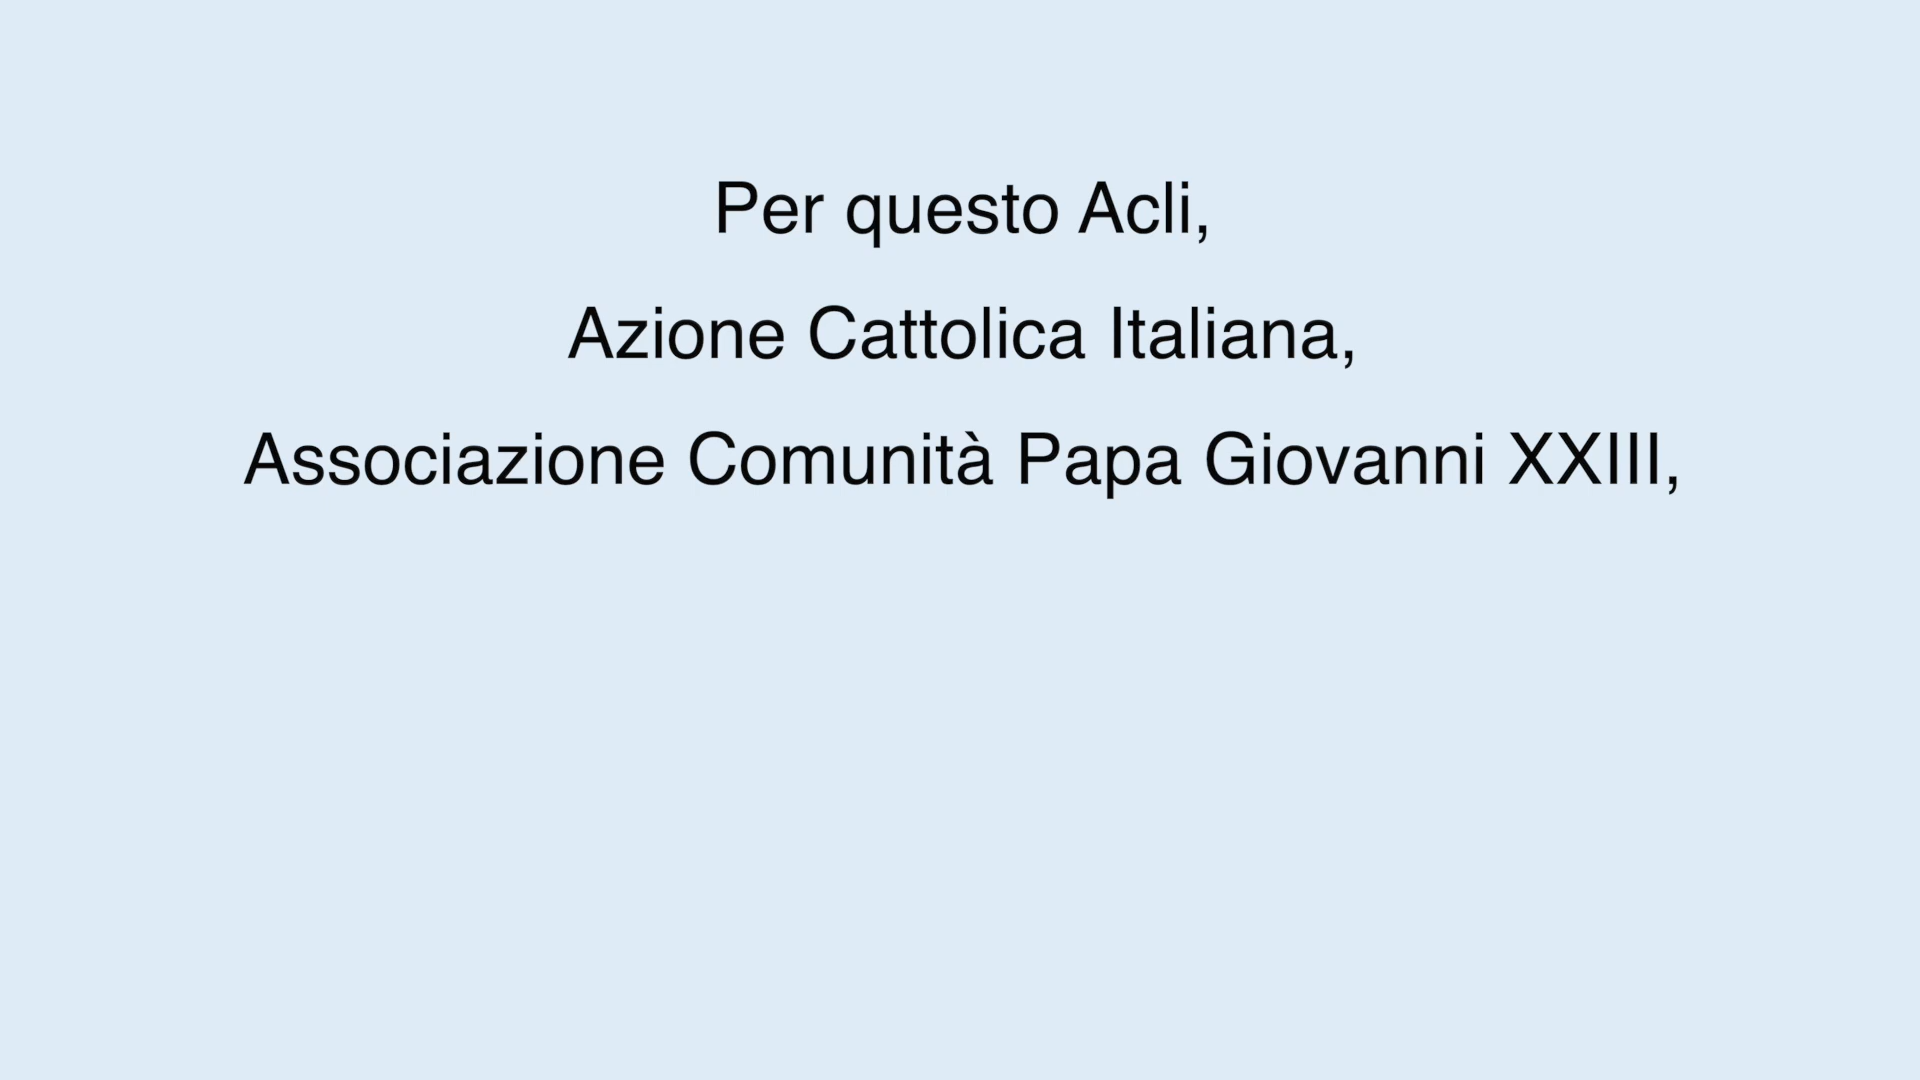 Per questo Acli,
Azione Cattolica Italiana,
Associazione Comunità Papa Giovanni XXIII,